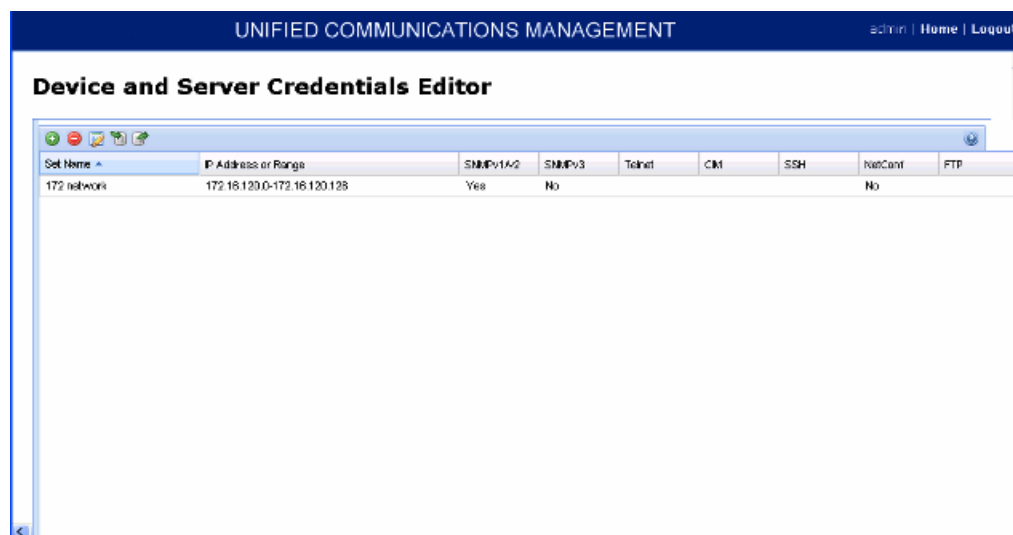 UNIFIED COMMUNICATIONS MANAGEMENT
admin | Home | Logout
Device and Server Credentials Editor
Set Name IP Address or Range SNMPv1/v2 SNMPv3 Telnet CIM SSH NetConf FTP
172 network 172.16.120.0-172.16.120.128 Yes No No